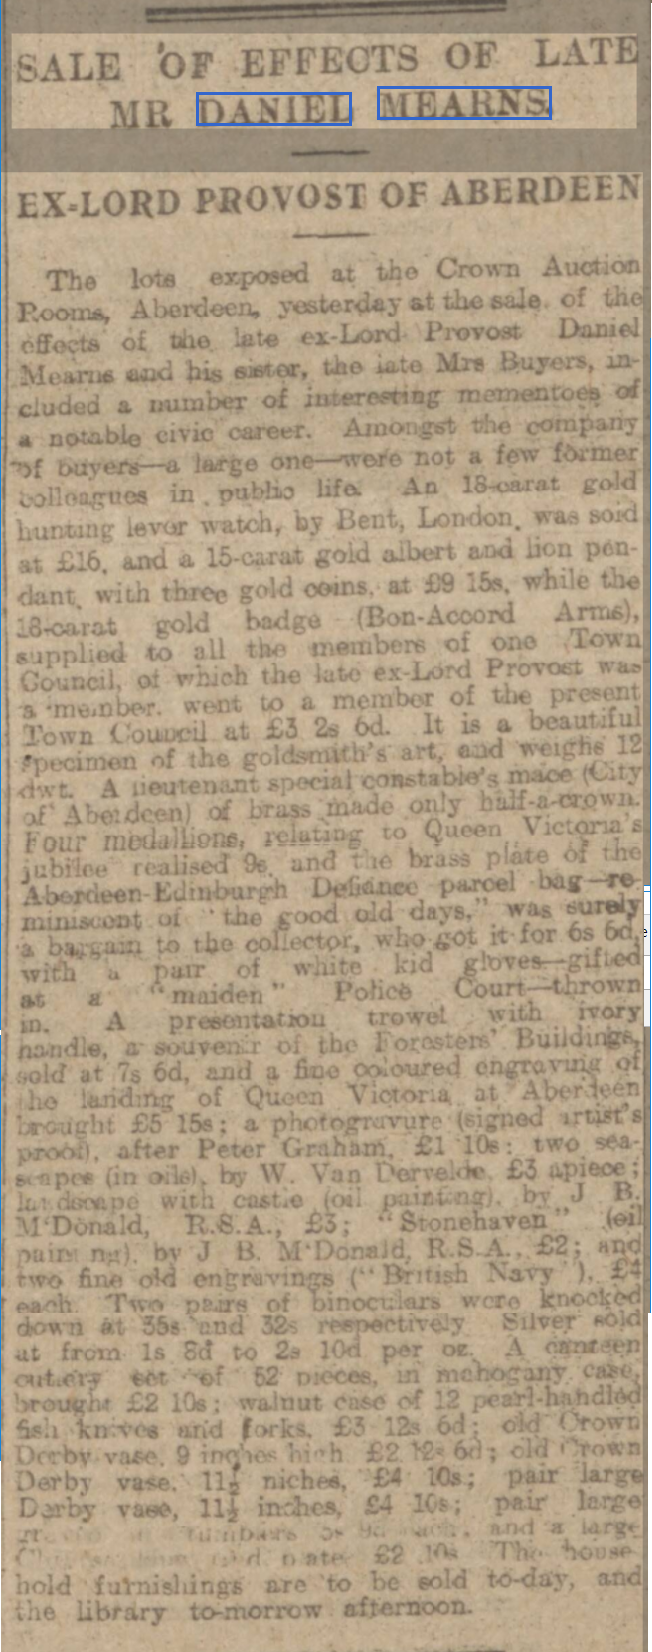 SALE OF EFFECTS OF LATE
MR DANIEL MEARNS.
EX-LORD PROVOST OF ABERDEEN
The lots exposed at the Crown Auction
Rooms, Aberdeen, yesterday at the sale of the
effects of the late ex-Lord Provost Daniel
Mearns and his sister, the late Mrs Buyers, in-
cluded a number of interesting mementoes of
a notable civic career. Amongst the company
of buyers—a large one—were not a few former
colleagues in public life. An 18-carat gold
hunting lever watch, by Bent, London, was sold
at £16, and a 15-carat gold albert and lion pen-
dant, with three gold coins, at £9 15s, while the
18-carat gold badge (Bon-Accord Arms),
supplied to all the members of one Town
Council, of which the late ex-Lord Provost was
a member, went to a member of the present
Town Council at £3 2s 6d. It is a beautiful
specimen of the goldsmith's art, and weighs 12
dwt. A lieutenant special constable's mace (City
of Aberdeen) of brass made only half-a-crown.
Four medallions, relating to Queen Victoria's
jubilee realised 9s, and the brass plate of the
Aberdeen-Edinburgh Defiance parcel bag—re-
miniscent of "the good old days," was surely
a bargain to the collector, who got it for 6s 6d,
with a pair of white kid gloves—gifted
at a "maiden" Police Court—thrown
in. A presentation trowel with ivory
handle, a souvenir of the Foresters' Buildings,
sold at 7s 6d, and a fine coloured engraving of
the landing of Queen Victoria at Aberdeen
brought £5 15s; a photogravure (signed artist's
proof), after Peter Graham, £1 10s; two sea-
scapes (in oils), by W. Van Dervelde, £3 apiece;
landscape with castle (oil painting), by J B.
M'Donald, R.S.A., £3; "Stonehaven" (oil
painting), by J B. M'Donald, R.S.A., £2; and
two fine old engravings ("British Navy"), £4
each. Two pairs of binoculars were knocked
down at 35s and 32s respectively Silver sold
at from 1s 8d to 2s 10d per oz. A canteen
cutlery set of 52 pieces, in mahogany case,
brought £2 10s; walnut case of 12 pearl-handled
fish knives and forks, £3 12s 6d; old Crown
Derby vase, 9 inches high £2 12s 6d; old Crown
Derby vase, 11½ niches, £4 10s; pair large
Derby vase, 11½ inches, £4 10s; pair large
and a large
£2 10s The house-
hold furnishings are to be sold to-day, and
the library to-morrow afternoon.